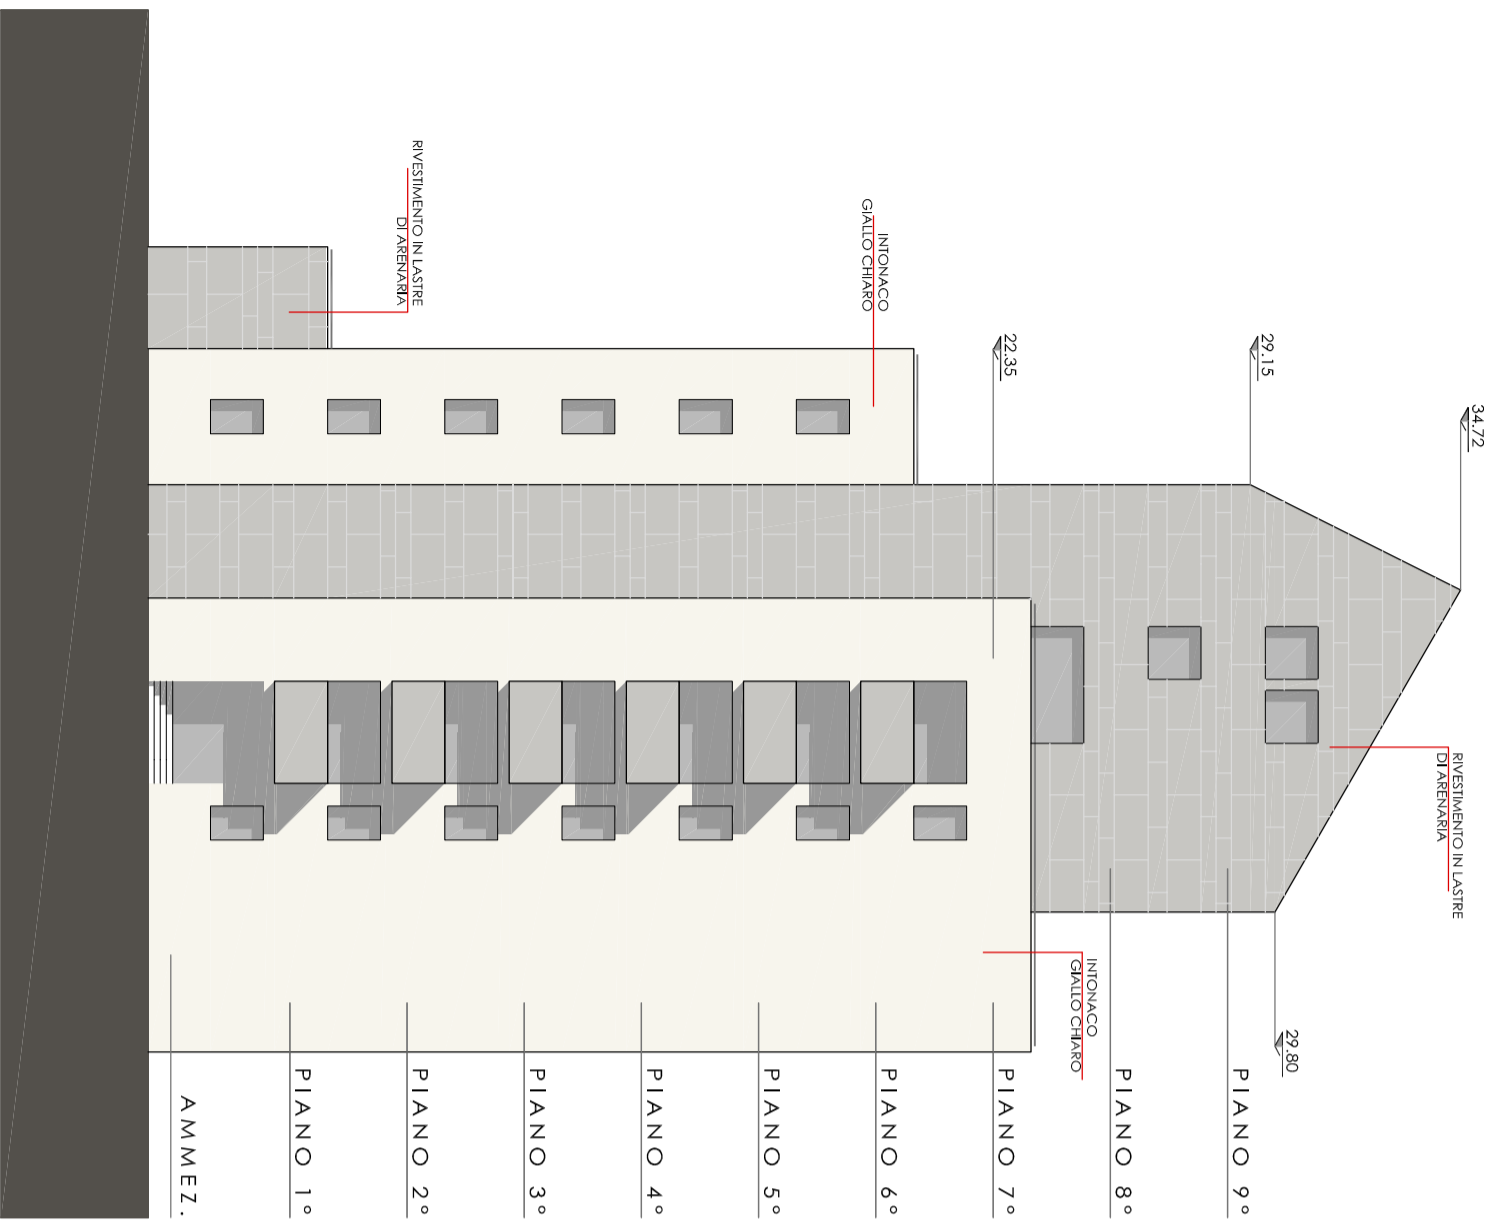 34.72
29.15
22.35
29.80
RIVESTIMENTO IN LASTRE
DI ARENARIA
INTONACO
GIALLO CHIARO
RIVESTIMENTO IN LASTRE
DI ARENARIA
INTONACO
GIALLO CHIARO
PIANO 9°
PIANO 8°
PIANO 7°
PIANO 6°
PIANO 5°
PIANO 4°
PIANO 3°
PIANO 2°
PIANO 1°
AMMEZ.